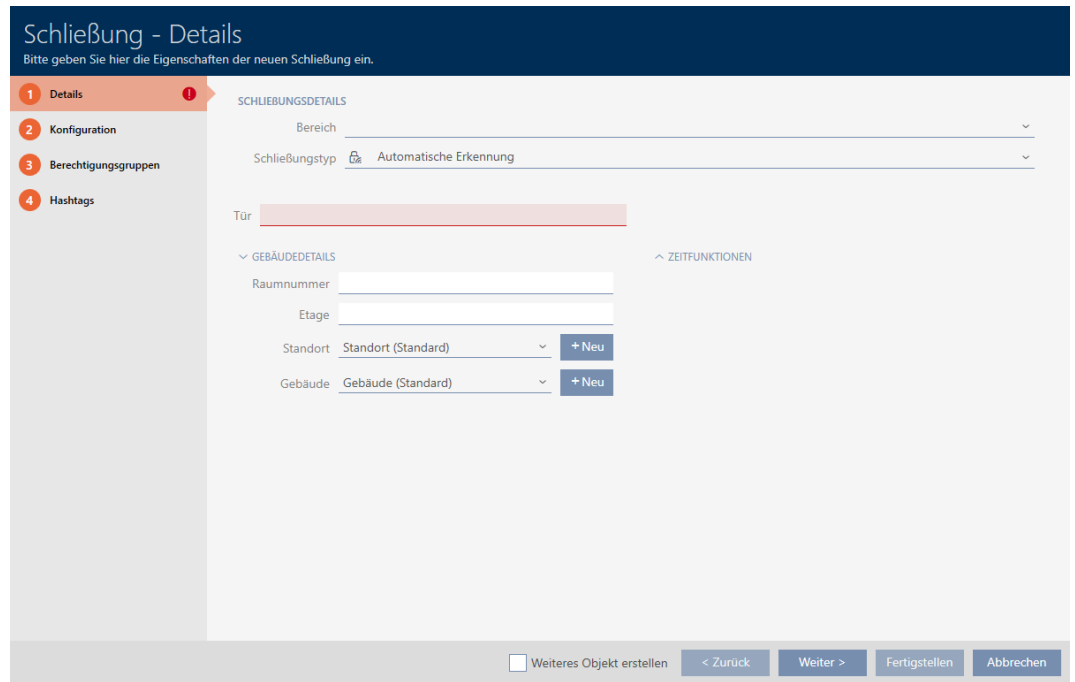 Schließung - Details
Bitte geben Sie hier die Eigenschaften der neuen Schließung ein.
1 Details !
2 Konfiguration
3 Berechtigungsgruppen
4 Hashtags
SCHLIEẞUNGSDETAILS
Bereich
Schließungstyp Automatische Erkennung
Tür
GEBÄUDEDETAILS
Raumnummer
Etage
Standort Standort (Standard) + Neu
Gebäude Gebäude (Standard) + Neu
ZEITFUNKTIONEN
Weiteres Objekt erstellen < Zurück Weiter > Fertigstellen Abbrechen